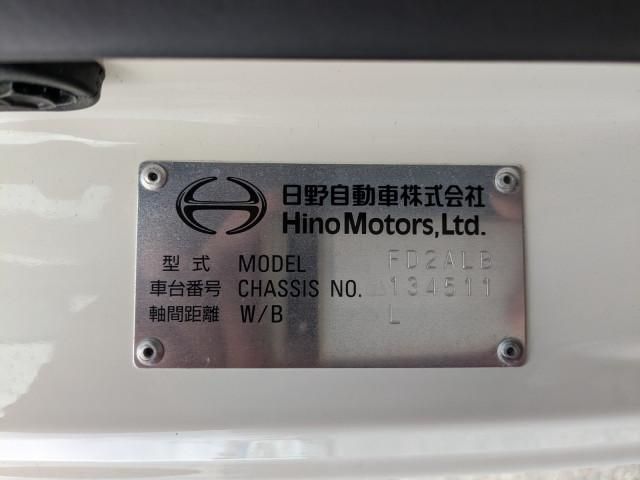 日野自動車株式会社
Hino Motors, Ltd.
型式 MODEL FD2ALB
車台番号 CHASSIS NO. 134511
軸間距離 W/B L